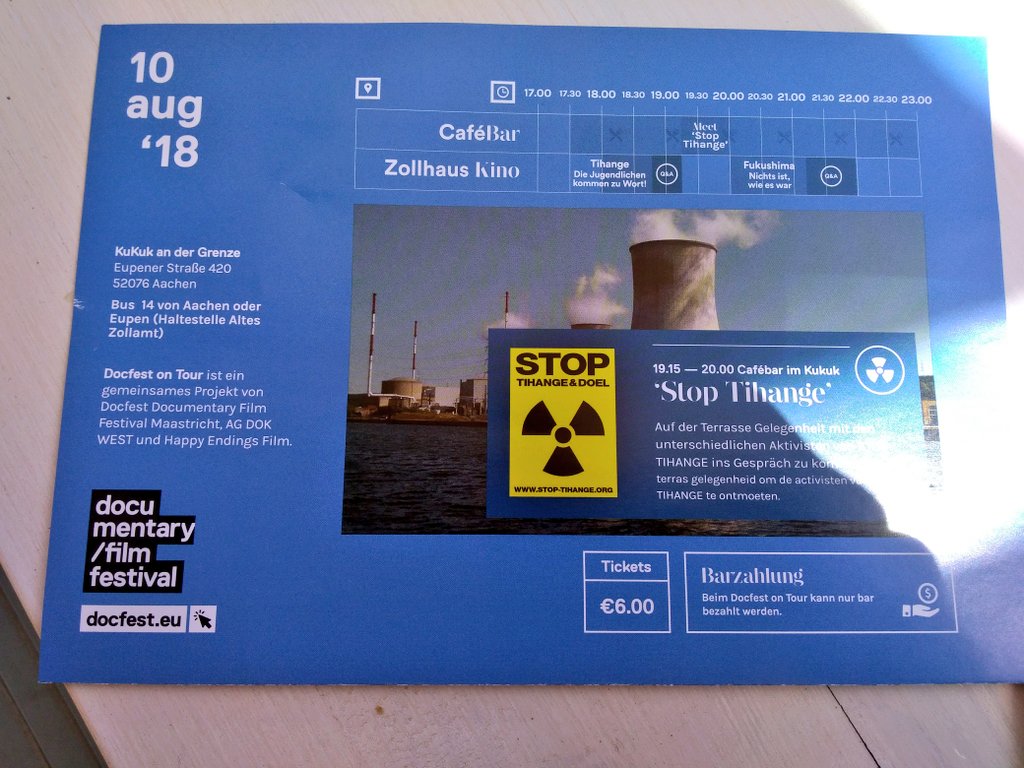 10
aug
‘18
17.00 17.30 18.00 18.30 19.00 19.30 20.00 20.30 21.00 21.30 22.00 22.30 23.00
CaféBar
Meet
‘Stop
Tihange’
Zollhaus Kino
Tihange
Die Jugendlichen
kommen zu Wort!
Q&A
Fukushima
Nichts ist,
wie es war
Q&A
KuKuk an der Grenze
Eupener Straße 420
52076 Aachen
Bus 14 von Aachen oder
Eupen (Haltestelle Altes
Zollamt)
Docfest on Tour ist ein
gemeinsames Projekt von
Docfest Documentary Film
Festival Maastricht, AG DOK
WEST und Happy Endings Film.
docu
mentary
/film
festival
docfest.eu
STOP
TIHANGE & DOEL
WWW.STOP-TIHANGE.ORG
19.15 — 20.00 Cafébar im Kukuk
‘Stop Tihange’
Auf der Terrasse Gelegenheit mit den
unterschiedlichen Aktivisten
TIHANGE ins Gespräch zu
terras gelegenheid om de activisten
TIHANGE te ontmoeten.
Tickets
€6.00
Barzahlung
Beim Docfest on Tour kann nur bar
bezahlt werden.
$